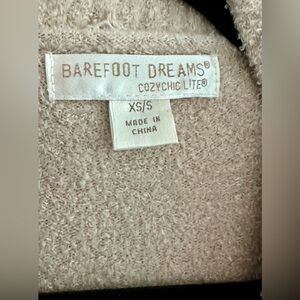 BAREFOOT DREAMS®
COZYCHIC LITE®
XS/S
MADE IN
CHINA